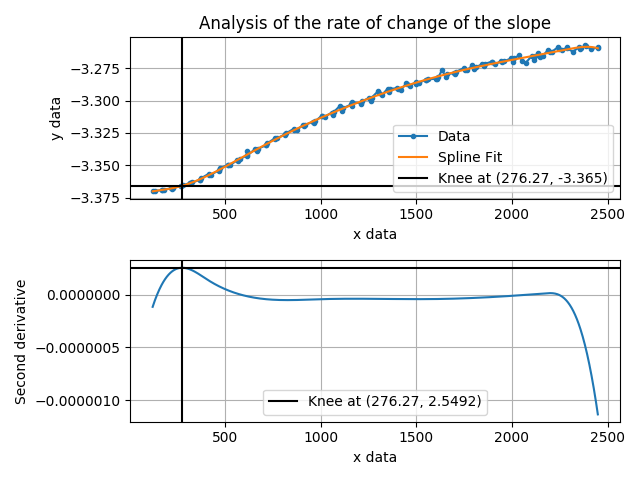 Analysis of the rate of change of the slope
−3.275
−3.300
−3.325
−3.350
−3.375
y data
Data
Spline Fit
Knee at (276.27, -3.365)
500
1000
1500
2000
2500
x data
0.0000000
−0.0000005
−0.0000010
Second derivative
Knee at (276.27, 2.5492)
500
1000
1500
2000
2500
x data